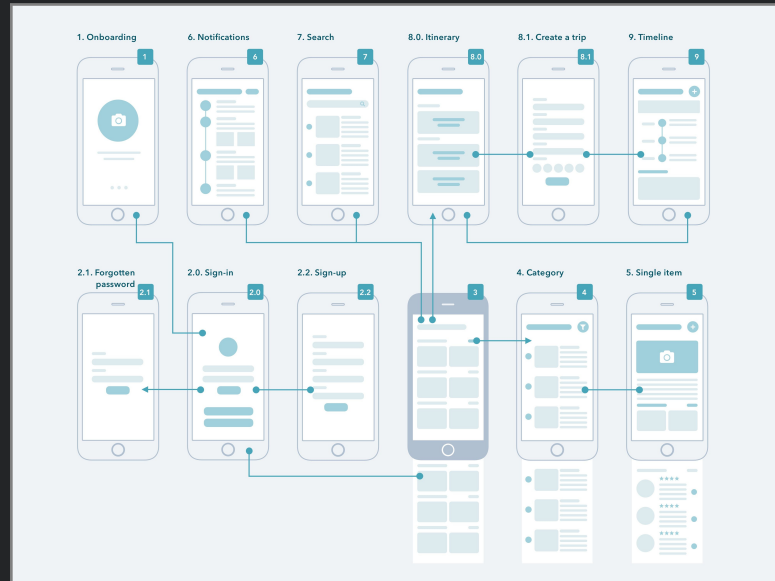 1. Onboarding
6. Notifications
7. Search
8.0. Itinerary
8.1. Create a trip
9. Timeline
1
6
7
8.0
8.1
9
2.1. Forgotten
password
2.0. Sign-in
2.2. Sign-up
4. Category
5. Single item
2.1
2.0
2.2
3
4
5